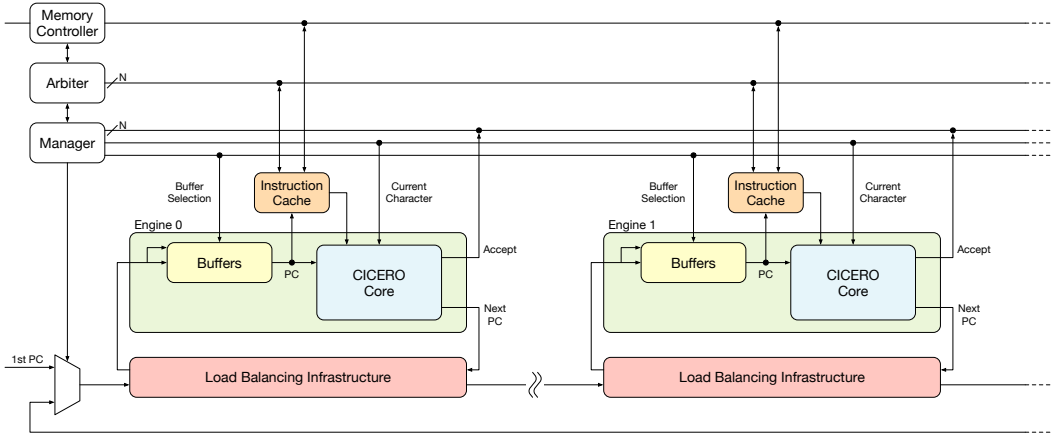 Memory
Controller
Arbiter
N
N
Manager
Buffer
Selection
Instruction
Cache
Current
Character
Buffer
Selection
Instruction
Cache
Current
Character
Engine 0
Buffers
PC
CICERO
Core
Accept
Next
PC
Engine 1
Buffers
PC
CICERO
Core
Accept
Next
PC
1st PC
Load Balancing Infrastructure
Load Balancing Infrastructure